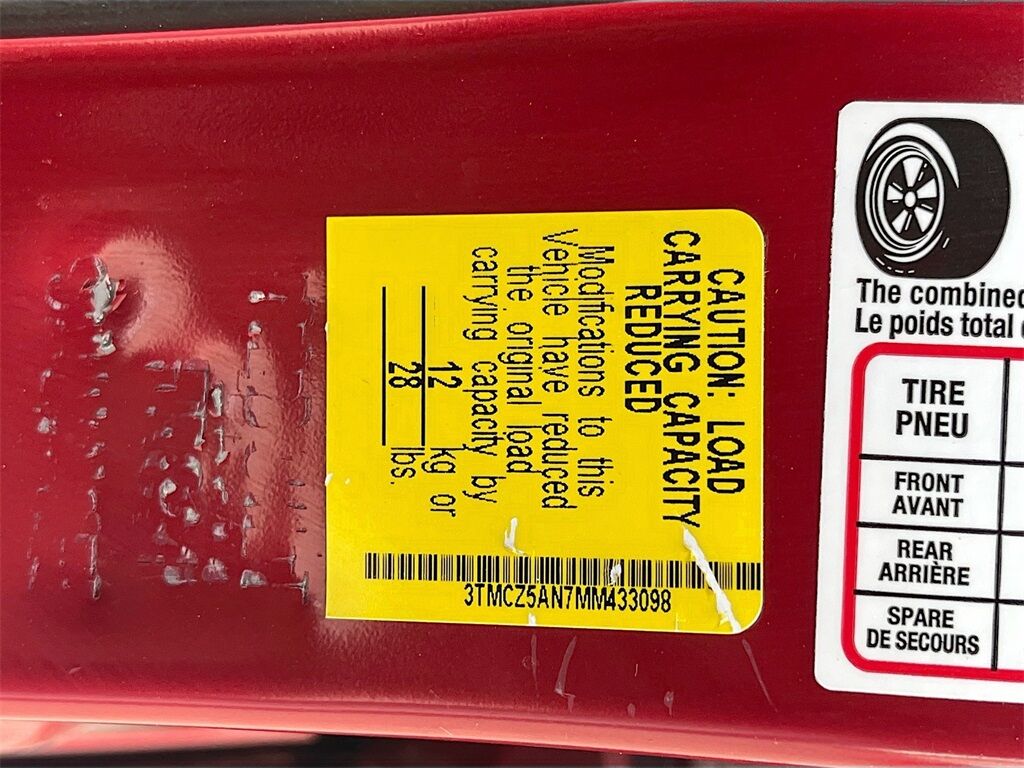 CAUTION: LOAD
CARRYING CAPACITY
REDUCED
Modifications to this
Vehicle have reduced
the original load
carrying capacity by
12 kg or
28 lbs.
3TMCZ5AN7MM433098
The combined
Le poids total
TIRE
PNEU
FRONT
AVANT
REAR
ARRIÈRE
SPARE
DE SECOURS